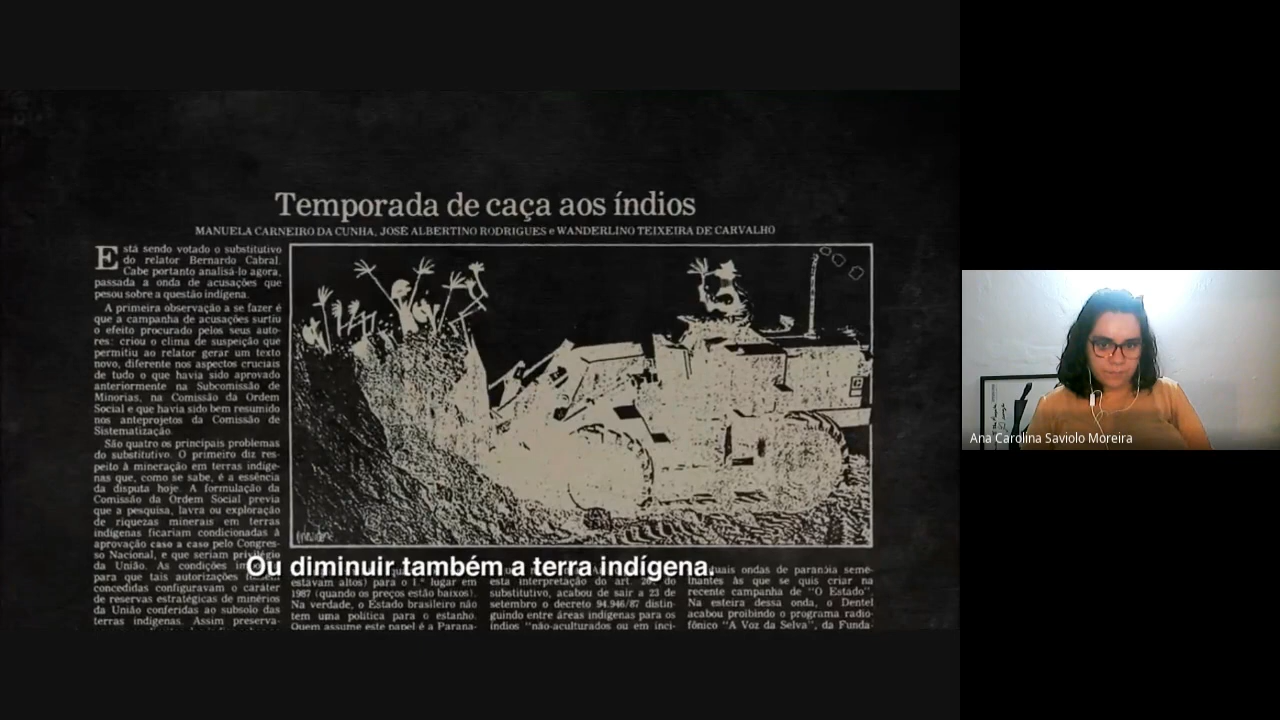 Temporada de caça aos índios
MANUELA CARNEIRO DA CUNHA, JOSÉ ALBERTINO RODRIGUES e WANDERLINO TEIXEIRA DE CARVALHO
Está sendo votado o substitutivo
do relator Bernardo Cabral.
Cabe portanto analisá-lo agora,
passada a onda de acusações que
pesou sobre a questão indígena.
A primeira observação a se fazer é
que a campanha de acusações surtiu
o efeito procurado pelos seus auto-
res: criou o clima de suspeição que
permitiu ao relator gerar um texto
novo, diferente nos aspectos cruciais
de tudo o que havia sido aprovado
anteriormente na Subcomissão de
Minorias, na Comissão da Ordem
Social e que havia sido bem resumido
nos anteprojetos da Comissão de
Sistematização.
São quatro os principais problemas
do substitutivo. O primeiro diz res-
peito à mineração em terras indíge-
nas que, como se sabe, é a essência
da disputa hoje. A formulação da
Comissão da Ordem Social previa
que a pesquisa, lavra ou exploração
de riquezas minerais em terras
indígenas ficariam condicionadas à
aprovação caso a caso pelo Congres-
so Nacional, e que seriam privilégio
da União. As condições
para que tais autorizações
concedidas configuravam o caráter
de reservas estratégicas de minérios
da União conferidas ao subsolo das
terras indígenas. Assim preserva-
Ou diminuir também a terra indígena.
estavam altos) para o 1.º lugar em
1987 (quando os preços estão baixos).
Na verdade, o Estado brasileiro não
tem uma política para o estanho.
Quem assume este papel é a Parana-
esta interpretação do art. do
substitutivo, acabou de sair a 23 de
setembro o decreto 94.946/87 distin-
guindo entre áreas indígenas para os
índios "não-aculturados ou em inci-
duais ondas de paranóia seme-
lhantes às que se quis criar na
recente campanha de "O Estado".
Na esteira dessa onda, o Dentel
acabou proibindo o programa radio-
fônico "A Voz da Selva", da Funda-
Ana Carolina Saviolo Moreira